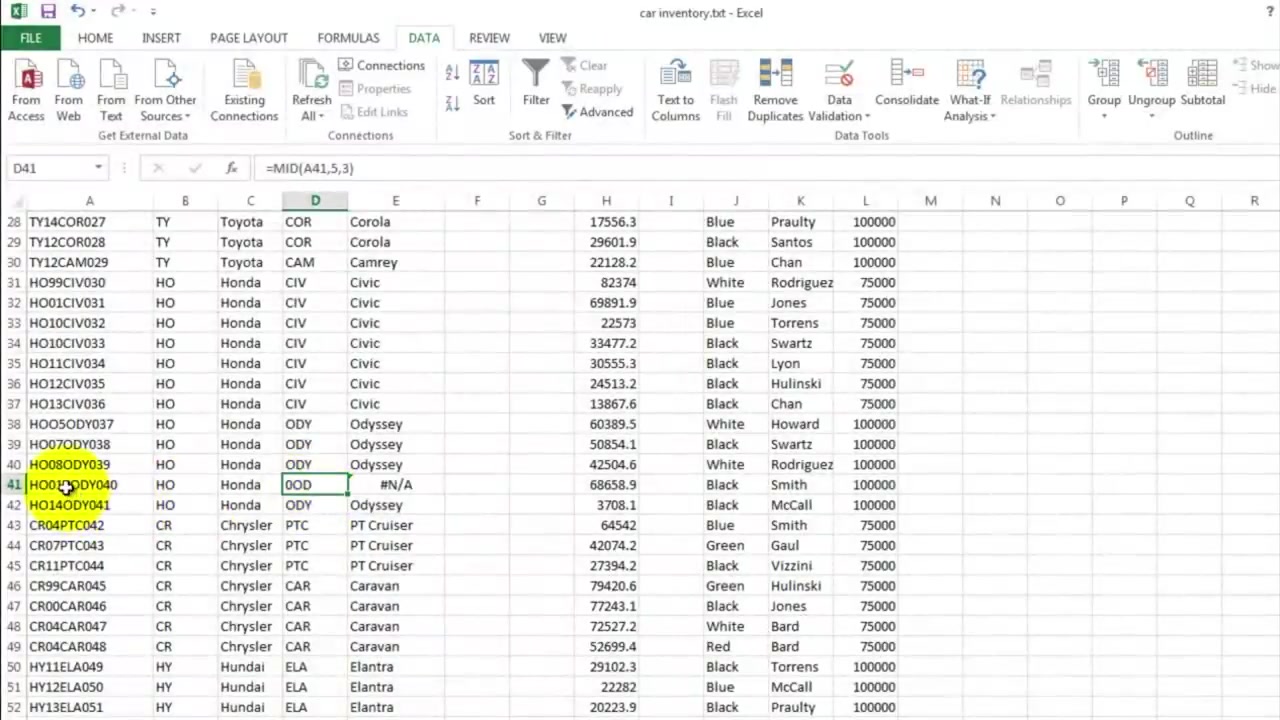 car inventory.txt - Excel
?
FILE HOME INSERT PAGE LAYOUT FORMULAS DATA REVIEW VIEW
From Access
From Web
From Text
From Other Sources
Existing Connections
Get External Data
Refresh All
Connections
Properties
Edit Links
Connections
Sort
Filter
Clear
Reapply
Advanced
Sort & Filter
Text to Columns
Flash Fill
Remove Duplicates
Data Validation
Consolidate
What-If Analysis
Relationships
Data Tools
Group
Ungroup
Subtotal
Show
Hide
Outline
D41 fx =MID(A41,5,3)
A B C D E F G H I J K L M N O P Q R
28 TY14COR027 TY Toyota COR Corola 17556.3 Blue Praulty 100000
29 TY12COR028 TY Toyota COR Corola 29601.9 Black Santos 100000
30 TY12CAM029 TY Toyota CAM Camrey 22128.2 Blue Chan 100000
31 HO99CIV030 HO Honda CIV Civic 82374 White Rodriguez 75000
32 HO01CIV031 HO Honda CIV Civic 69891.9 Blue Jones 75000
33 HO10CIV032 HO Honda CIV Civic 22573 Blue Torrens 75000
34 HO10CIV033 HO Honda CIV Civic 33477.2 Black Swartz 75000
35 HO11CIV034 HO Honda CIV Civic 30555.3 Black Lyon 75000
36 HO12CIV035 HO Honda CIV Civic 24513.2 Black Hulinski 75000
37 HO13CIV036 HO Honda CIV Civic 13867.6 Black Chan 75000
38 HOO5ODY037 HO Honda ODY Odyssey 60389.5 White Howard 75000
39 HO07ODY038 HO Honda ODY Odyssey 50854.1 Black Swartz 75000
40 HO08ODY039 HO Honda ODY Odyssey 42504.6 White Rodriguez 75000
41 HO Honda 0OD #N/A 68658.9 Black Smith 75000
42 HO14ODY041 HO Honda ODY Odyssey 3708.1 Black McCall 75000
43 CR04PTC042 CR Chrysler PTC PT Cruiser 64542 Blue Smith 75000
44 CR07PTC043 CR Chrysler PTC PT Cruiser 42074.2 Green Gaul 75000
45 CR11PTC044 CR Chrysler PTC PT Cruiser 27394.2 Black Vizzini 75000
46 CR99CAR045 CR Chrysler CAR Caravan 79420.6 Green Hulinski 75000
47 CR00CAR046 CR Chrysler CAR Caravan 77243.1 Black Jones 75000
48 CR04CAR047 CR Chrysler CAR Caravan 72527.2 White Bard 75000
49 CR04CAR048 CR Chrysler CAR Caravan 52699.4 Red Bard 75000
50 HY11ELA049 HY Hundai ELA Elantra 29102.3 Black Torrens 100000
51 HY12ELA050 HY Hundai ELA Elantra 22282 Blue McCall 100000
52 HY13ELA051 HY Hundai ELA Elantra 20223.9 Black Praulty 100000